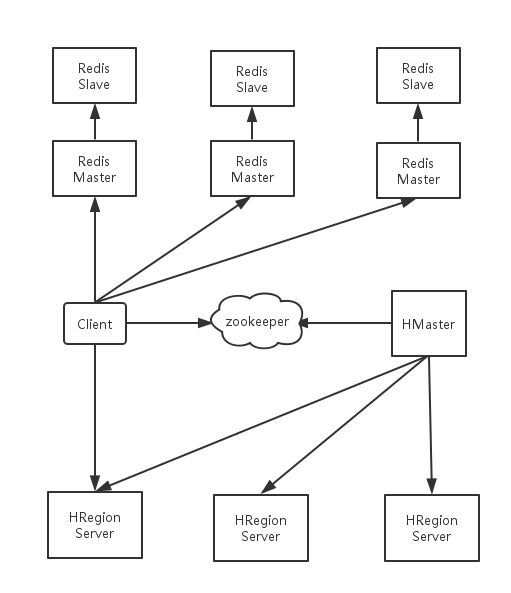 Redis
Slave
Redis
Slave
Redis
Slave
Redis
Master
Redis
Master
Redis
Master
Client
zookeeper
HMaster
HRegion
Server
HRegion
Server
HRegion
Server